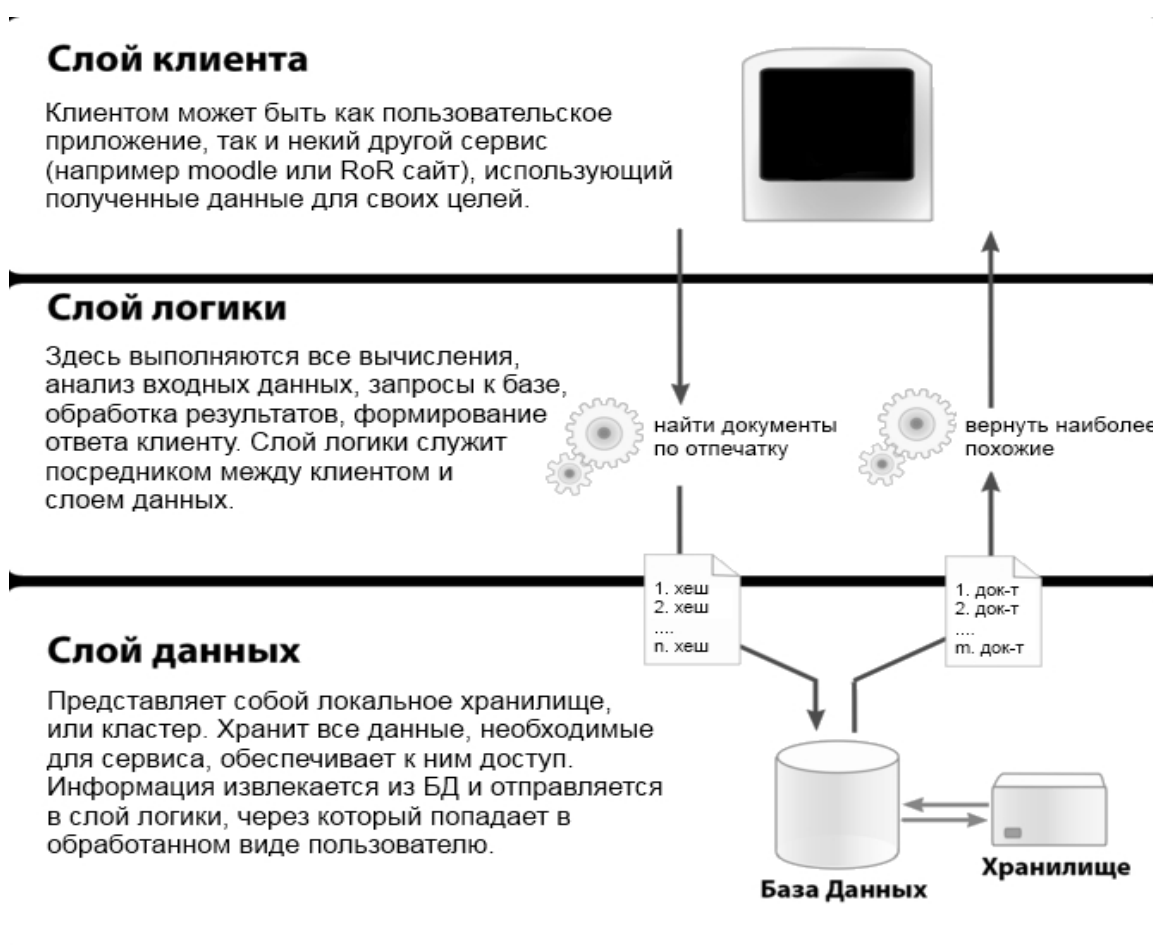 Слой клиента
Клиентом может быть как пользовательское
приложение, так и некий другой сервис
(например moodle или RoR сайт), использующий
полученные данные для своих целей.
Слой логики
Здесь выполняются все вычисления,
анализ входных данных, запросы к базе,
обработка результатов, формирование
ответа клиенту. Слой логики служит
посредником между клиентом и
слоем данных.
найти документы
по отпечатку
вернуть наиболее
похожие
1. хеш
2. хеш
....
n. хеш
1. док-т
2. док-т
....
m. док-т
Слой данных
Представляет собой локальное хранилище,
или кластер. Хранит все данные, необходимые
для сервиса, обеспечивает к ним доступ.
Информация извлекается из БД и отправляется
в слой логики, через который попадает в
обработанном виде пользователю.
База Данных
Хранилище